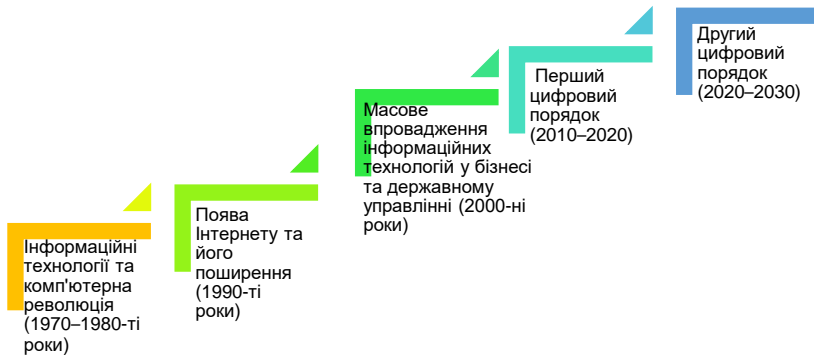 Інформаційні
технології та
комп'ютерна
революція
(1970–1980-ті
роки)
Поява
Інтернету та
його
поширення
(1990-ті
роки)
Масове
впровадження
інформаційних
технологій у бізнесі
та державному
управлінні (2000-ні
роки)
Перший
цифровий
порядок
(2010–2020)
Другий
цифровий
порядок
(2020–2030)